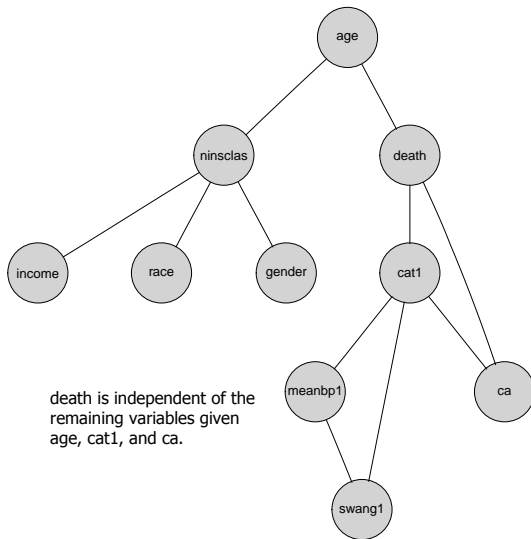 age
ninsclas
death
income
race
gender
cat1
meanbp1
ca
death is independent of the
remaining variables given
age, cat1, and ca.
swang1